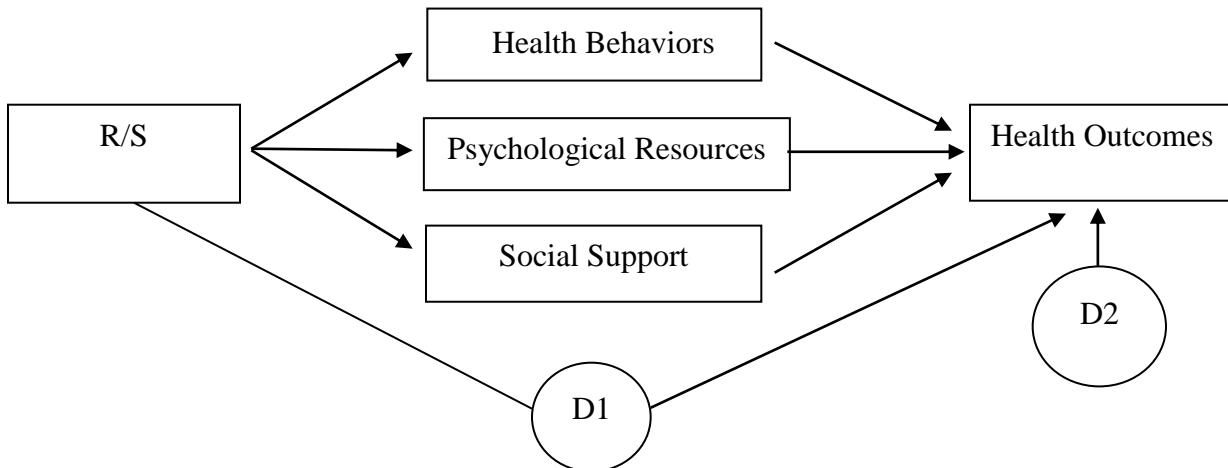 Health Behaviors
R/S
Psychological Resources
Health Outcomes
Social Support
D2
D1